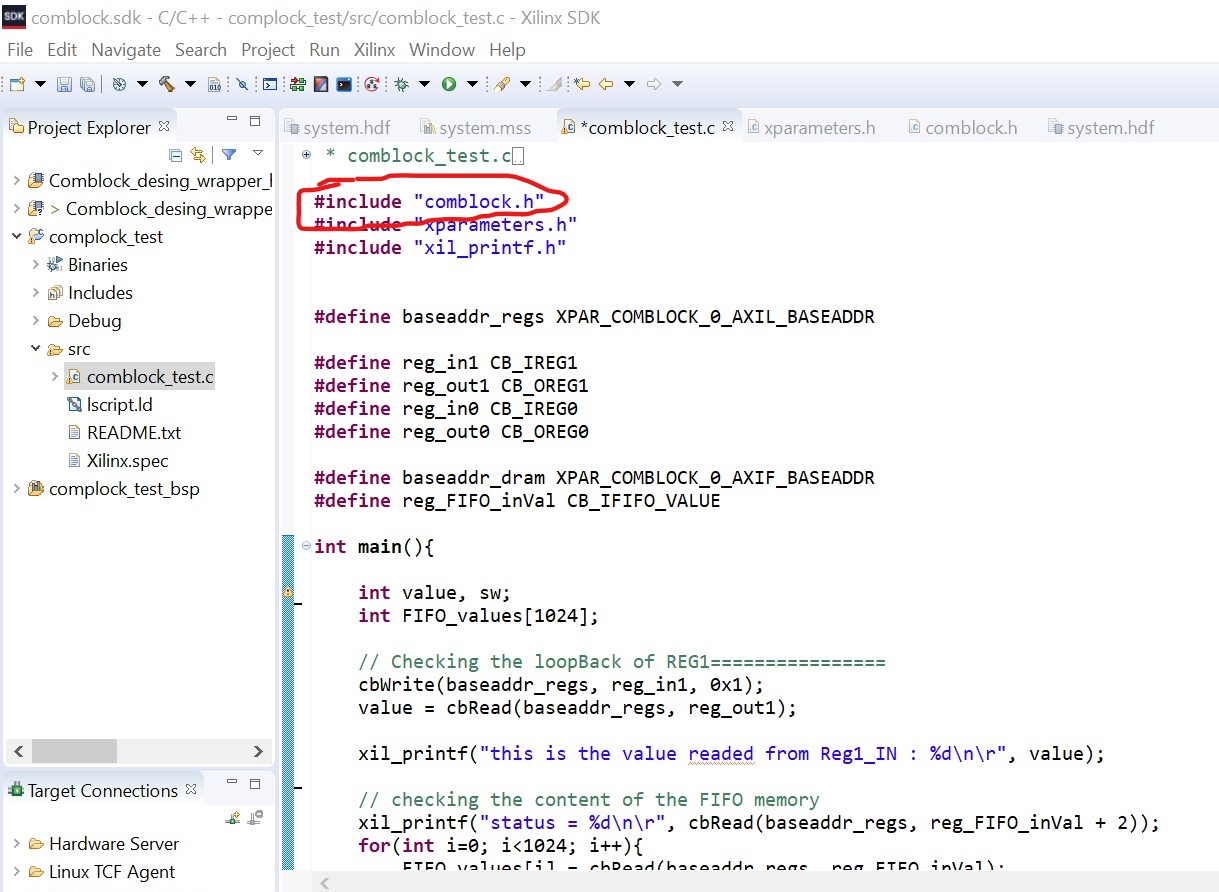 SDK comblock.sdk - C/C++ - complock_test/src/comblock_test.c - Xilinx SDK
File Edit Navigate Search Project Run Xilinx Window Help
010
Project Explorer
system.hdf system.mss *comblock_test.c xparameters.h comblock.h system.hdf
Comblock_desing_wrapper_h
> Comblock_desing_wrappe
complock_test
Binaries
Includes
Debug
src
comblock_test.c
lscript.ld
README.txt
Xilinx.spec
complock_test_bsp
Target Connections
Hardware Server
Linux TCF Agent
* comblock_test.c
#include "comblock.h"
#include "xparameters.h"
#include "xil_printf.h"
#define baseaddr_regs XPAR_COMBLOCK_0_AXIL_BASEADDR
#define reg_in1 CB_IREG1
#define reg_out1 CB_OREG1
#define reg_in0 CB_IREG0
#define reg_out0 CB_OREG0
#define baseaddr_dram XPAR_COMBLOCK_0_AXIF_BASEADDR
#define reg_FIFO_inVal CB_IFIFO_VALUE
int main(){
int value, sw;
int FIFO_values[1024];
// Checking the loopBack of REG1================
cbWrite(baseaddr_regs, reg_in1, 0x1);
value = cbRead(baseaddr_regs, reg_out1);
xil_printf("this is the value readed from Reg1_IN : %d\n\r", value);
// checking the content of the FIFO memory
xil_printf("status = %d\n\r", cbRead(baseaddr_regs, reg_FIFO_inVal + 2));
for(int i=0; i<1024; i++){
FIFO_values[i] = cbRead(baseaddr_regs, reg_FIFO_inVal);